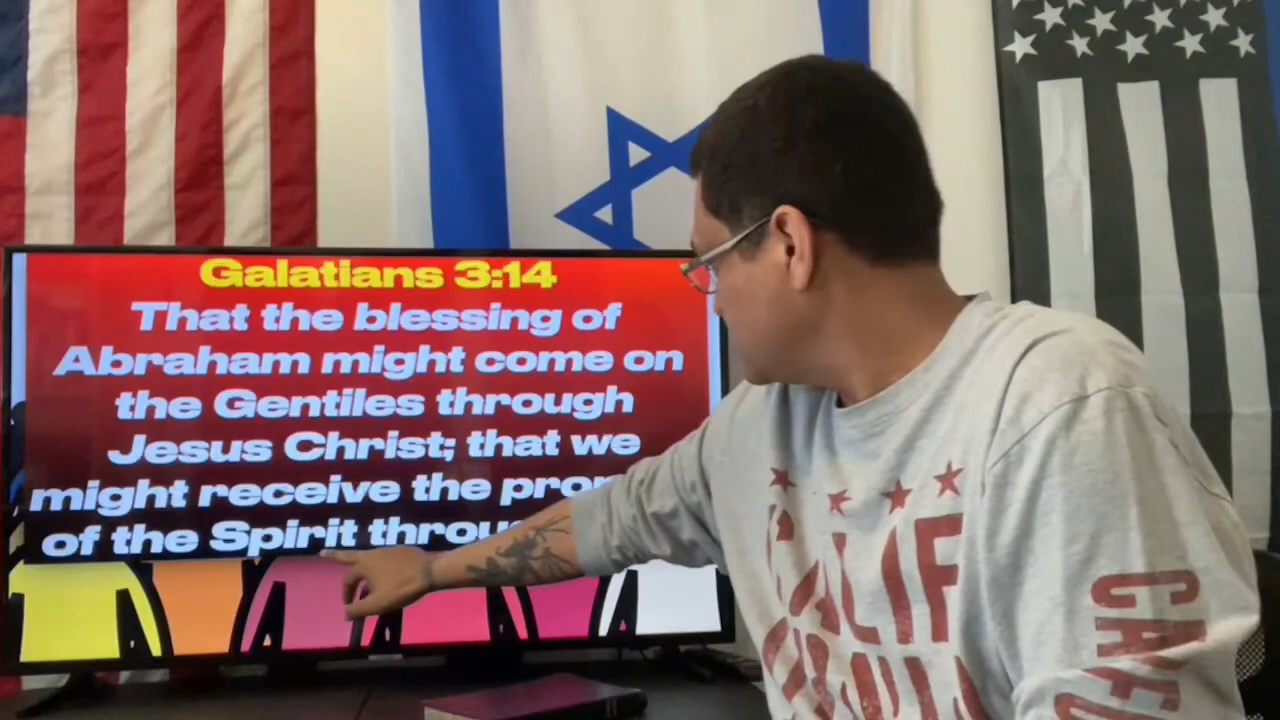 Galatians 3:14
That the blessing of
Abraham might come on
the Gentiles through
Jesus Christ; that we
might receive the
of the Spirit
CALIF